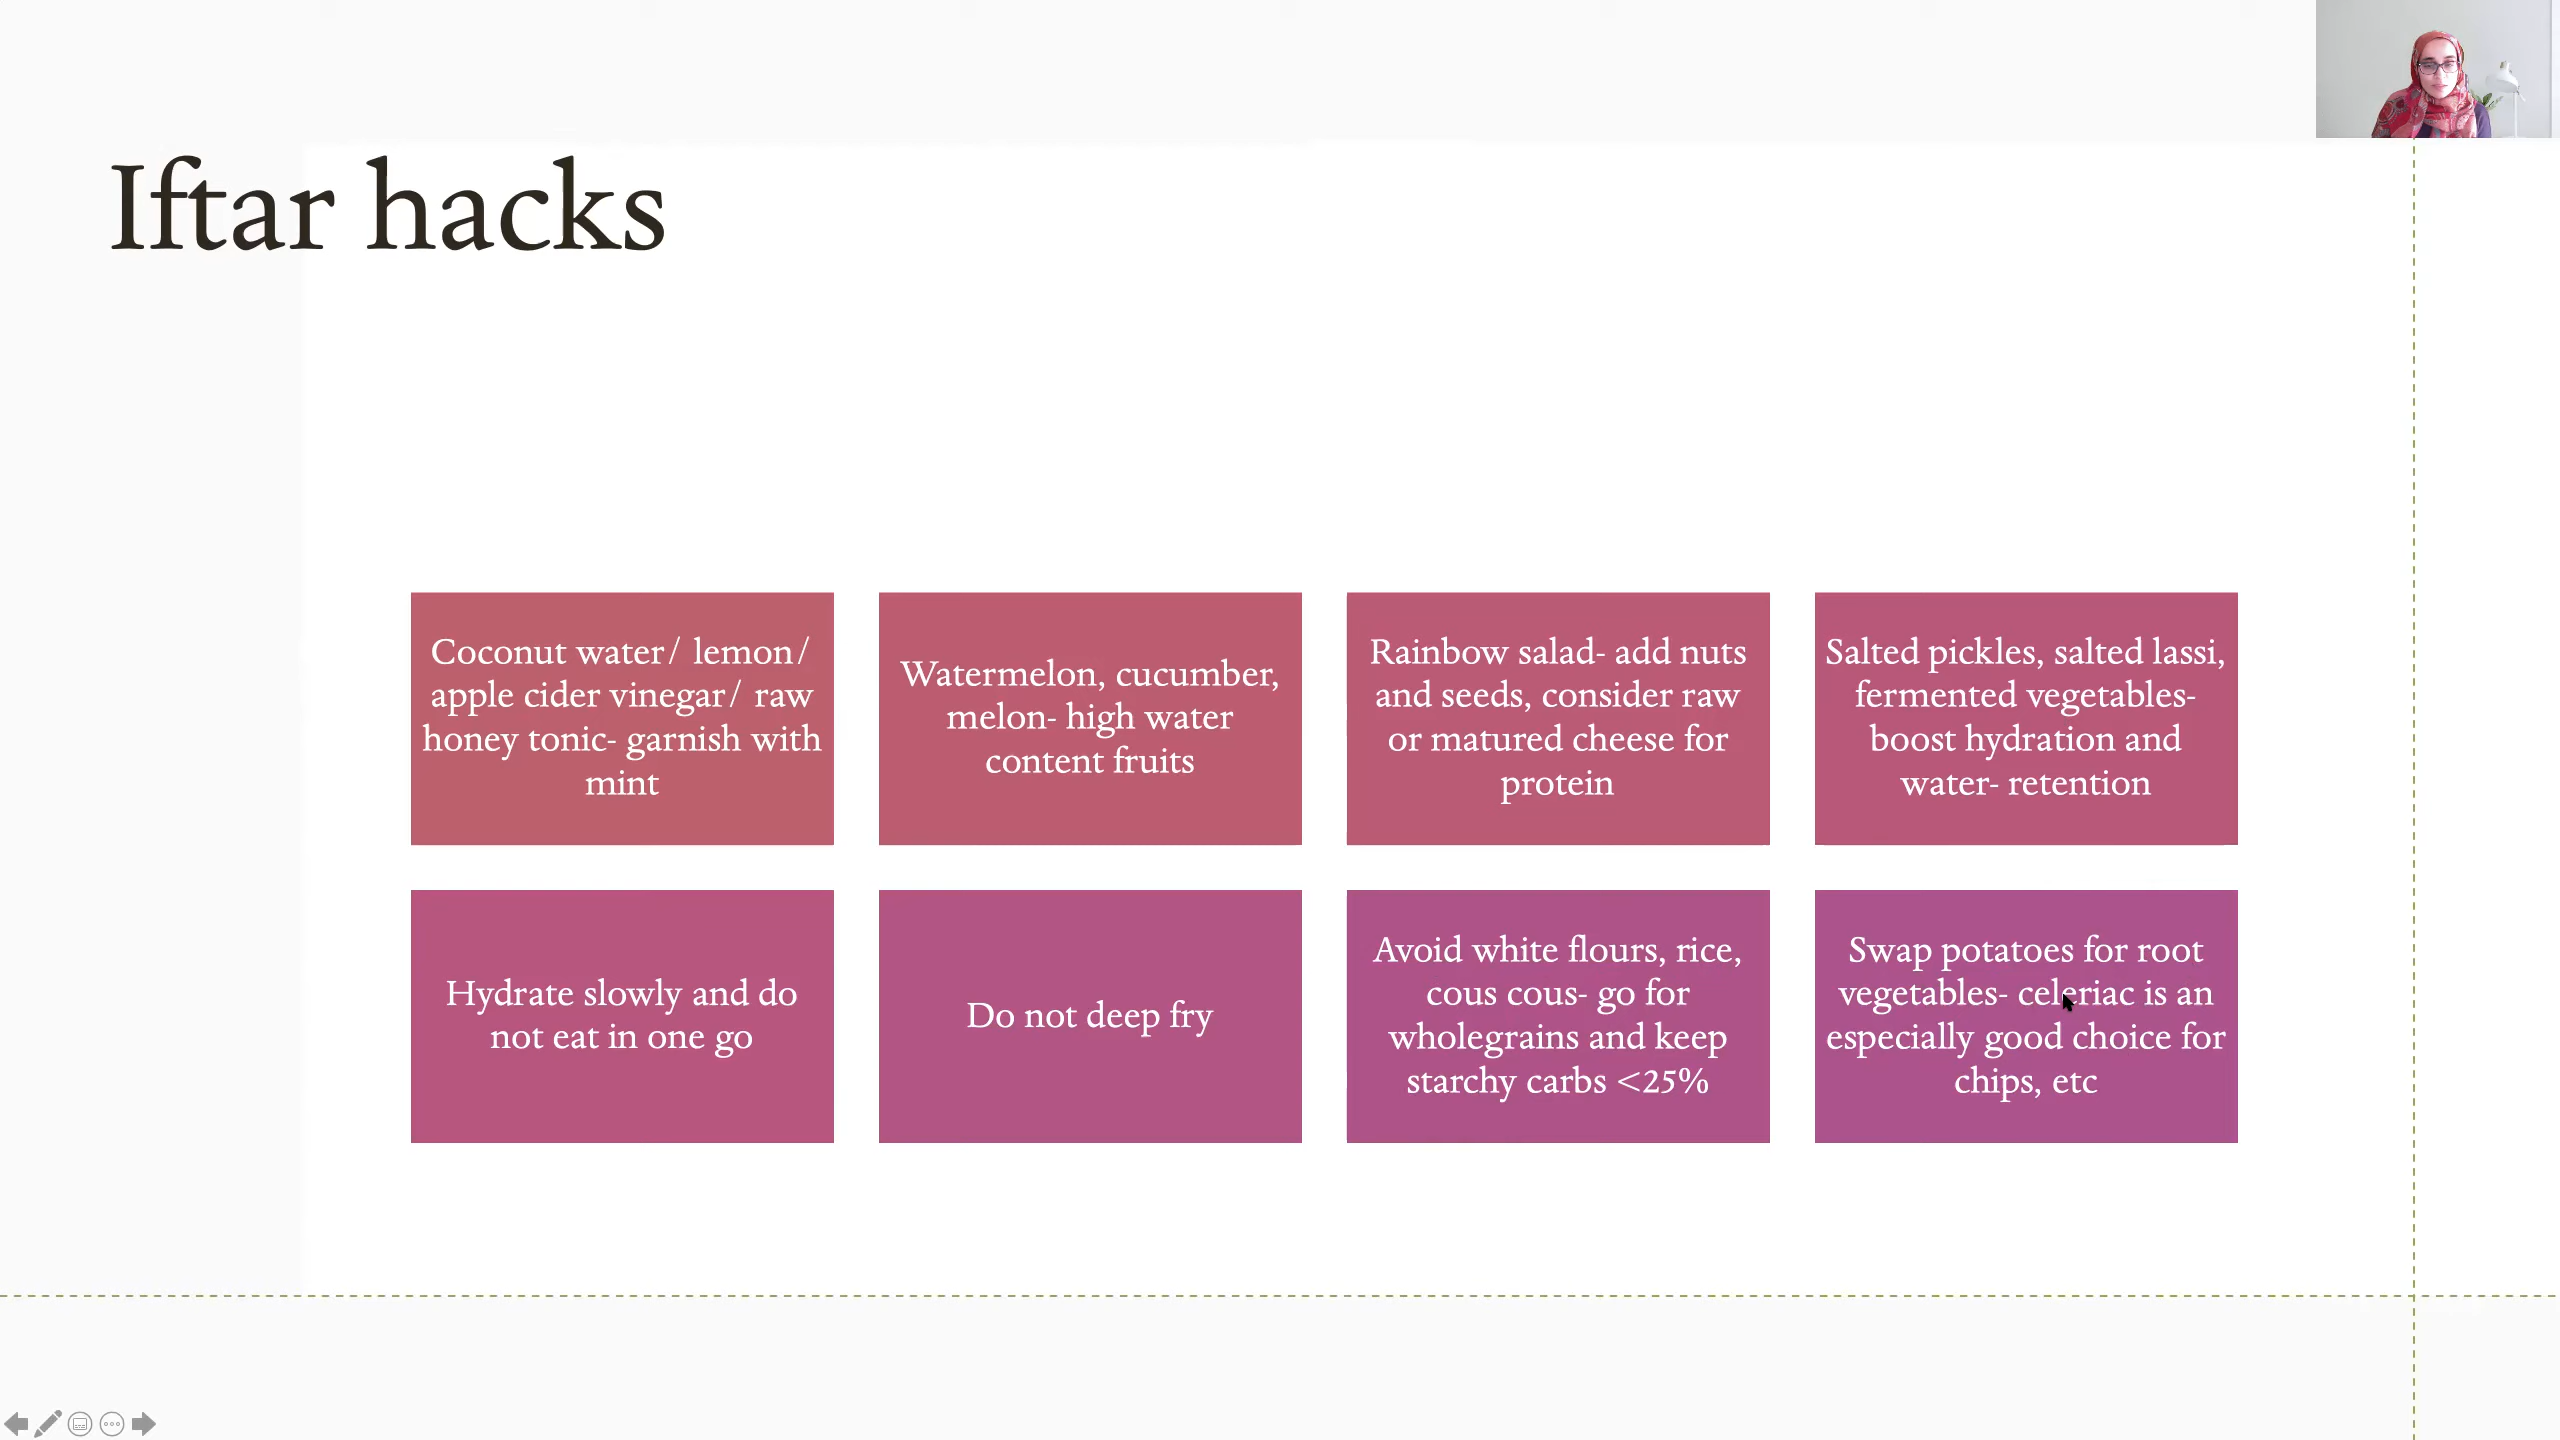 Iftar hacks
Coconut water/ lemon/
apple cider vinegar/ raw
honey tonic- garnish with
mint
Watermelon, cucumber,
melon- high water
content fruits
Rainbow salad- add nuts
and seeds, consider raw
or matured cheese for
protein
Salted pickles, salted lassi,
fermented vegetables-
boost hydration and
water- retention
Hydrate slowly and do
not eat in one go
Do not deep fry
Avoid white flours, rice,
cous cous- go for
wholegrains and keep
starchy carbs <25%
Swap potatoes for root
vegetables- celeriac is an
especially good choice for
chips, etc